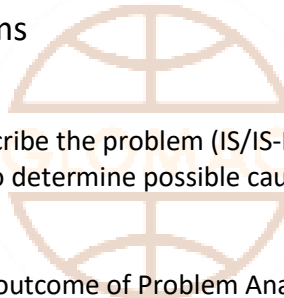 ns
cribe the problem (IS/IS-
o determine possible cau
outcome of Problem Ana